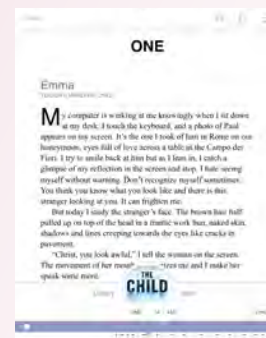 ONE
Emma
My computer is winking at me knowingly when I sit down
at my desk. I touch the keyboard, and a photo of Paul
appears on my screen. It's the one I took of him in Rome on our
honeymoon, eyes full of love across a table in the Campo dei
Fiori. I try to smile back at him but as I lean in, I catch a
glimpse of my reflection in the screen and stop. I hate seeing
myself without warning. Don't recognize myself sometimes.
You think you know what you look like and there is this
stranger looking at you. It can frighten me.
But today I study the stranger's face. The brown hair half
pulled up on top of the head in a frantic work bun, naked skin,
shadows and lines creeping towards the eyes like cracks in
pavement.
"Christ, you look awful," I tell the woman on the screen.
The movement of her mouth me and I make her
speak some more.
THE
CHILD